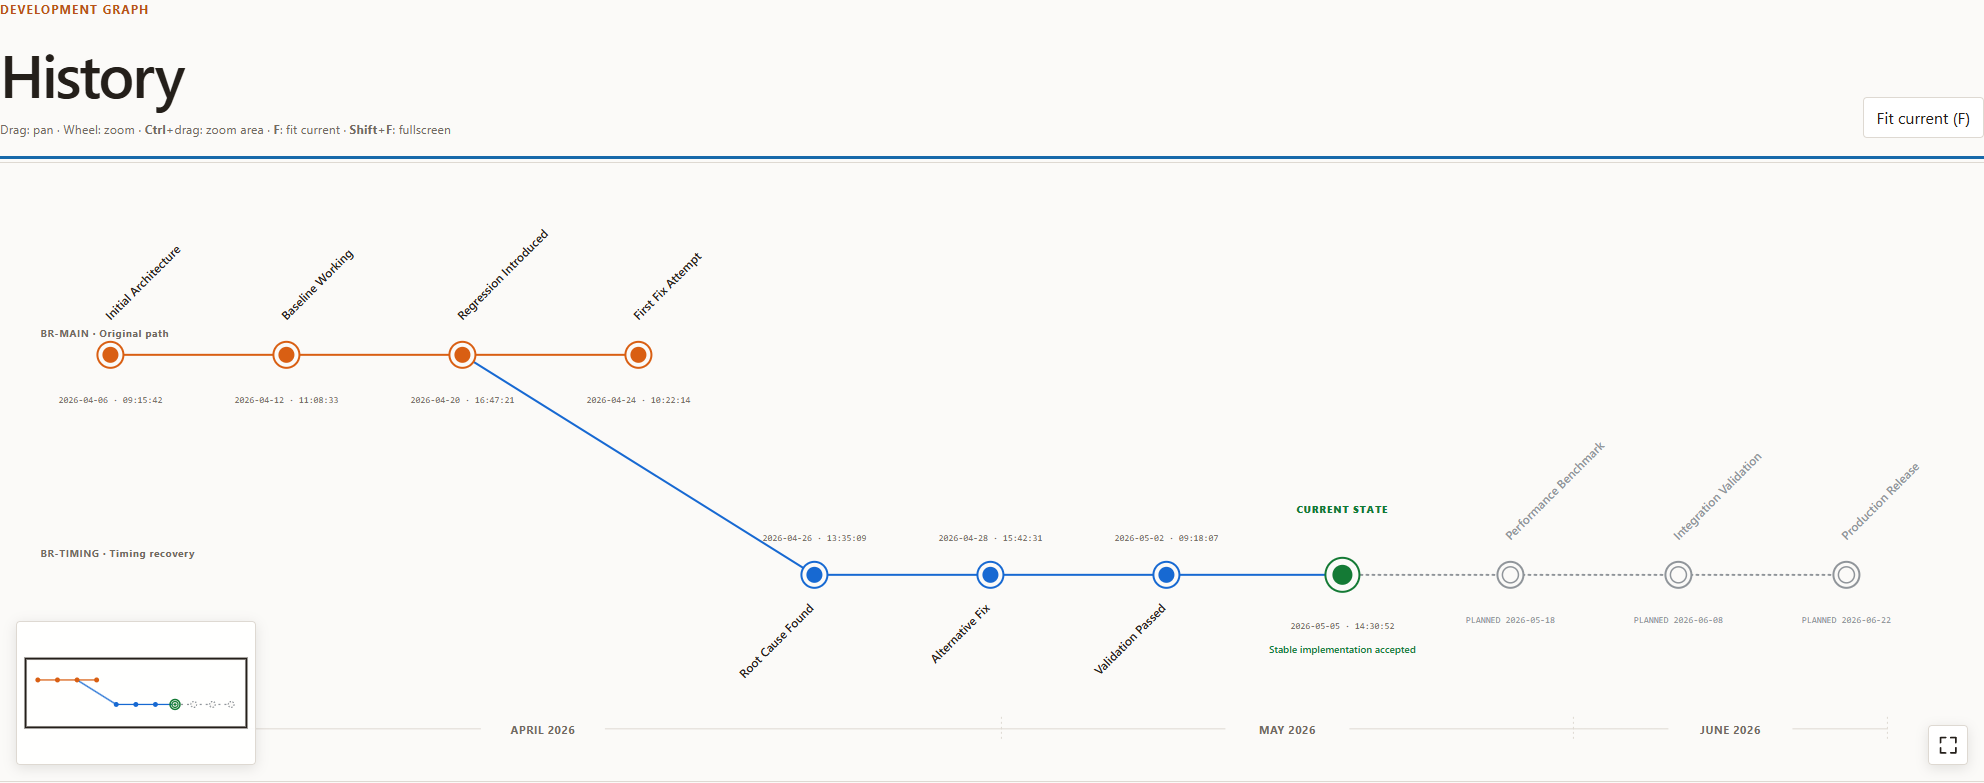 DEVELOPMENT GRAPH
History
Drag: pan · Wheel: zoom · Ctrl+drag: zoom area · F: fit current · Shift+F: fullscreen
Fit current (F)
Initial Architecture
Baseline Working
Regression Introduced
First Fix Attempt
BR-MAIN · Original path
2026-04-06 · 09:15:42
2026-04-12 · 11:08:33
2026-04-20 · 16:47:21
2026-04-24 · 10:22:14
Performance Benchmark
Integration Validation
Production Release
CURRENT STATE
2026-04-26 · 13:35:09
2026-04-28 · 15:42:31
2026-05-02 · 09:18:07
BR-TIMING · Timing recovery
Root Cause Found
Alternative Fix
Validation Passed
2026-05-05 · 14:30:52
Stable implementation accepted
PLANNED 2026-05-18
PLANNED 2026-06-08
PLANNED 2026-06-22
APRIL 2026
MAY 2026
JUNE 2026